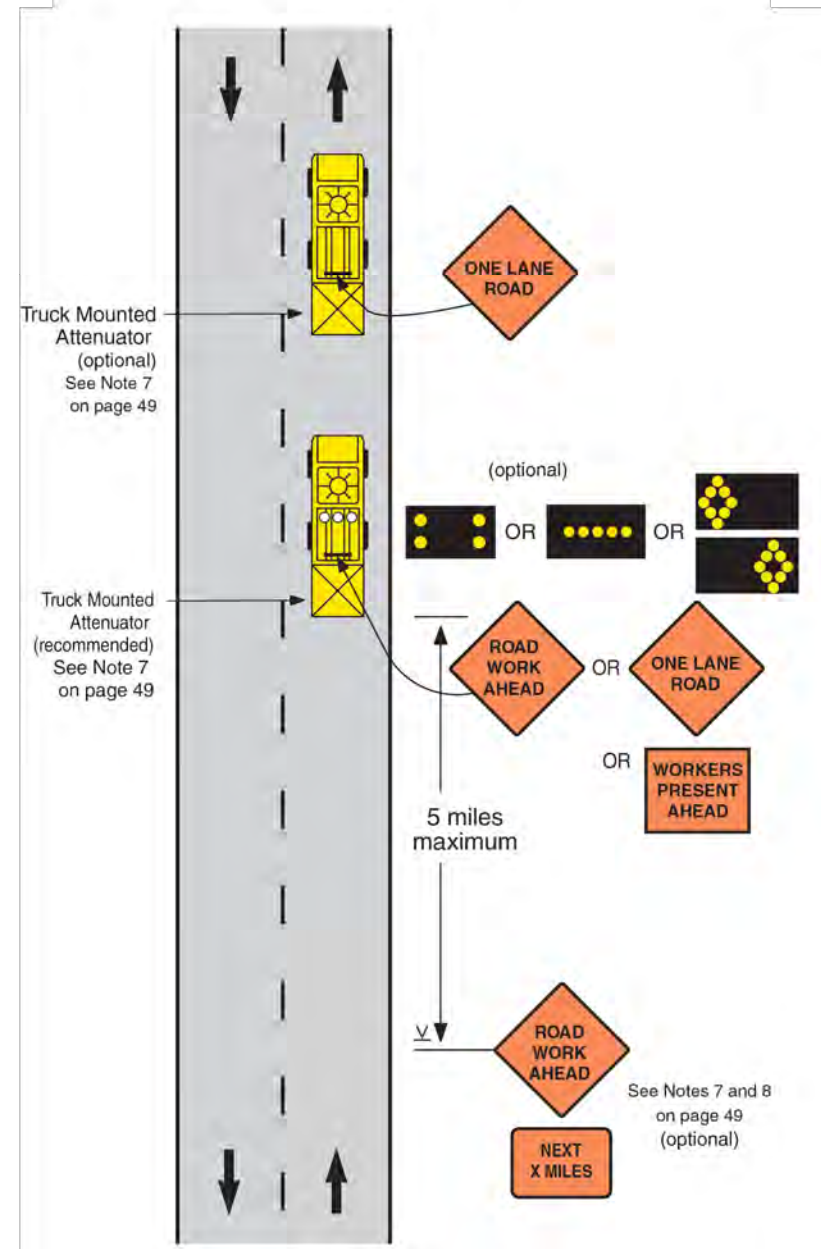 ONE LANE
ROAD
Truck Mounted
Attenuator
(optional)
See Note 7
on page 49
(optional)
OR
OR
Truck Mounted
Attenuator
(recommended)
See Note 7
on page 49
ROAD
WORK
AHEAD
OR
ONE LANE
ROAD
OR
WORKERS
PRESENT
AHEAD
5 miles
maximum
ROAD
WORK
AHEAD
See Notes 7 and 8
on page 49
(optional)
NEXT
X MILES